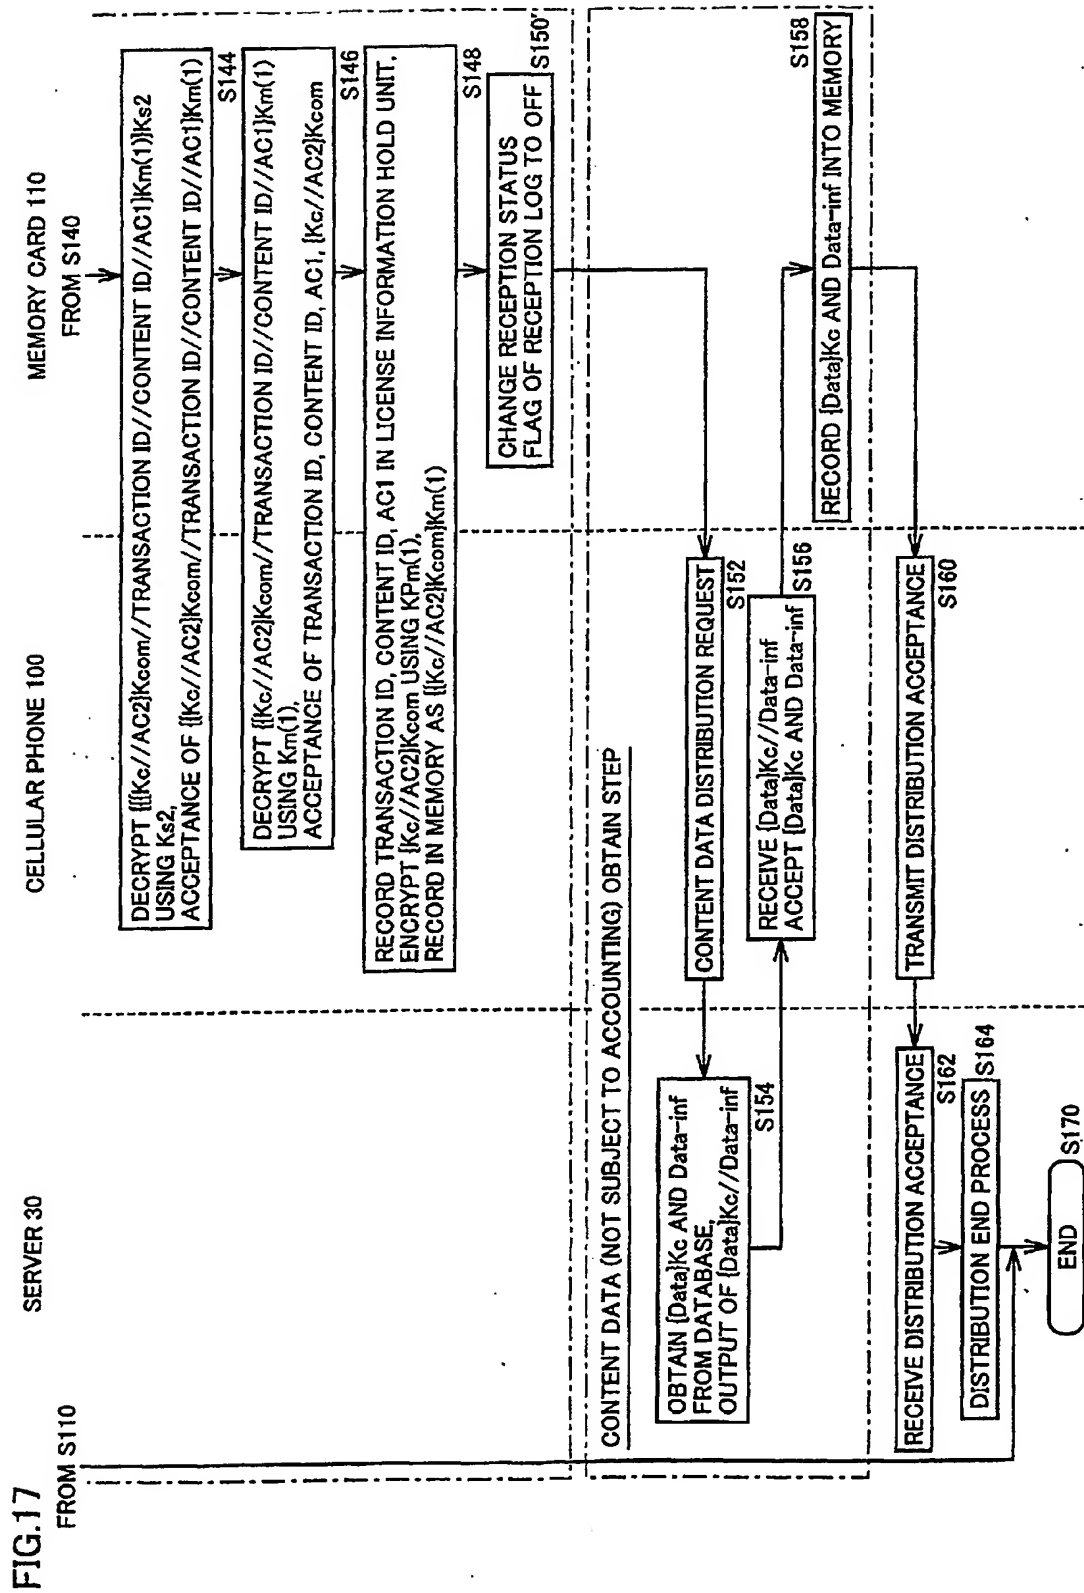 FIG.17
SERVER 30
CELLULAR PHONE 100
MEMORY CARD 110
FROM S110
FROM S140
DECRYPT {{{{Kc//AC2}Kcom//TRANSACTION ID//CONTENT ID//AC1}Km(1)}Ks2
USING Ks2,
ACCEPTANCE OF {{Kc//AC2}Kcom//TRANSACTION ID//CONTENT ID//AC1}Km(1)
S144
DECRYPT {{Kc//AC2}Kcom//TRANSACTION ID//CONTENT ID//AC1}Km(1)
USING Km(1),
ACCEPTANCE OF TRANSACTION ID, CONTENT ID, AC1, {Kc//AC2}Kcom
S146
RECORD TRANSACTION ID, CONTENT ID, AC1 IN LICENSE INFORMATION HOLD UNIT,
ENCRYPT {Kc//AC2}Kcom USING KPm(1),
RECORD IN MEMORY AS {{Kc//AC2}Kcom}Km(1)
S148
CHANGE RECEPTION STATUS
FLAG OF RECEPTION LOG TO OFF
S150'
CONTENT DATA (NOT SUBJECT TO ACCOUNTING) OBTAIN STEP
CONTENT DATA DISTRIBUTION REQUEST
S152
OBTAIN {Data}Kc AND Data-inf
FROM DATABASE,
OUTPUT OF {Data}Kc//Data-inf
S154
RECEIVE {Data}Kc//Data-inf
ACCEPT {Data}Kc AND Data-inf
S156
RECORD {Data}Kc AND Data-inf INTO MEMORY
S158
TRANSMIT DISTRIBUTION ACCEPTANCE
S160
RECEIVE DISTRIBUTION ACCEPTANCE
S162
DISTRIBUTION END PROCESS
S164
END
S170